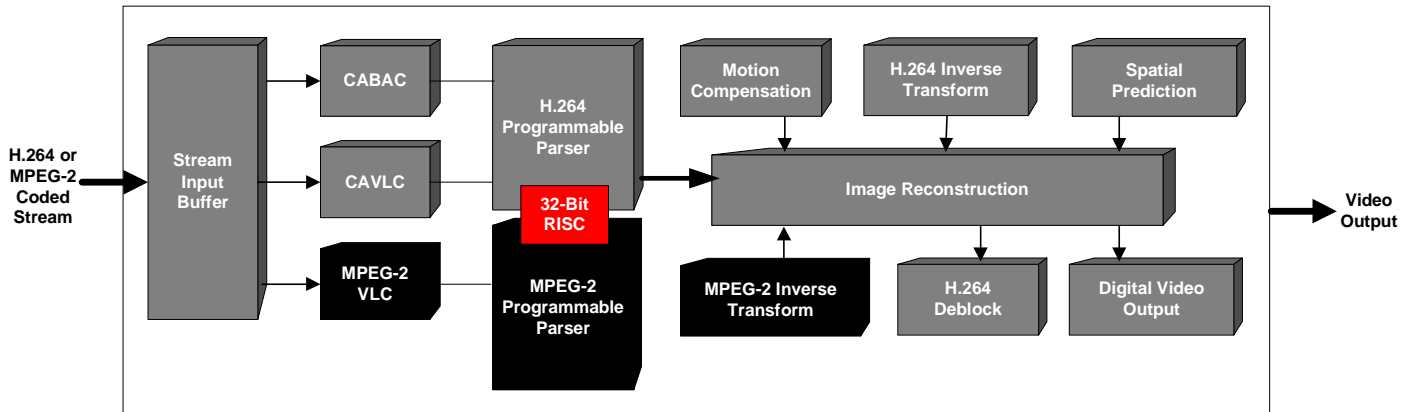 H.264 or
MPEG-2
Coded
Stream
Stream
Input
Buffer
CABAC
CAVLC
MPEG-2
VLC
H.264
Programmable
Parser
32-Bit
RISC
MPEG-2
Programmable
Parser
Motion
Compensation
H.264 Inverse
Transform
Spatial
Prediction
Image Reconstruction
MPEG-2 Inverse
Transform
H.264
Deblock
Digital Video
Output
Video
Output